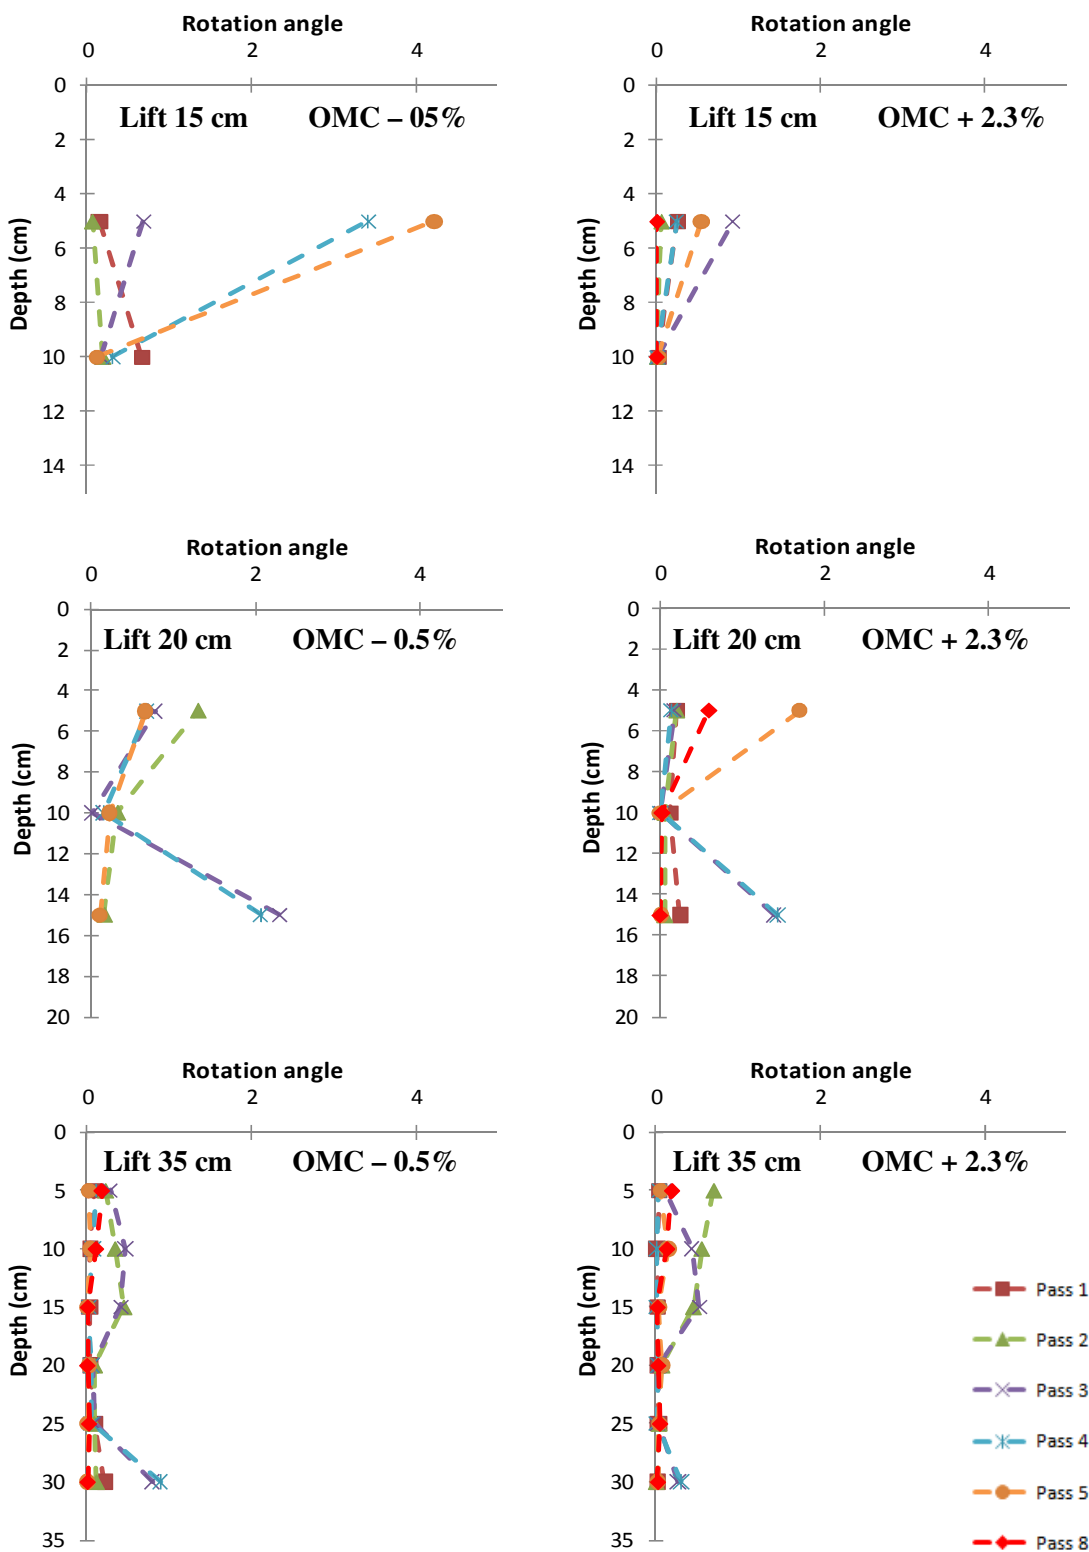 Rotation angle
0 2 4
0
Lift 15 cm OMC – 05%
2
4
6
8
10
12
14
Depth (cm)
Rotation angle
0 2 4
0
Lift 15 cm OMC + 2.3%
2
4
6
8
10
12
14
Depth (cm)
Rotation angle
0 2 4
0
Lift 20 cm OMC – 0.5%
2
4
6
8
10
12
14
16
18
20
Depth (cm)
Rotation angle
0 2 4
0
Lift 20 cm OMC + 2.3%
2
4
6
8
10
12
14
16
18
20
Depth (cm)
Rotation angle
0 2 4
0
Lift 35 cm OMC – 0.5%
5
10
15
20
25
30
35
Depth (cm)
Rotation angle
0 2 4
0
Lift 35 cm OMC + 2.3%
5
10
15
20
25
30
35
Depth (cm)
Pass 1
Pass 2
Pass 3
Pass 4
Pass 5
Pass 8